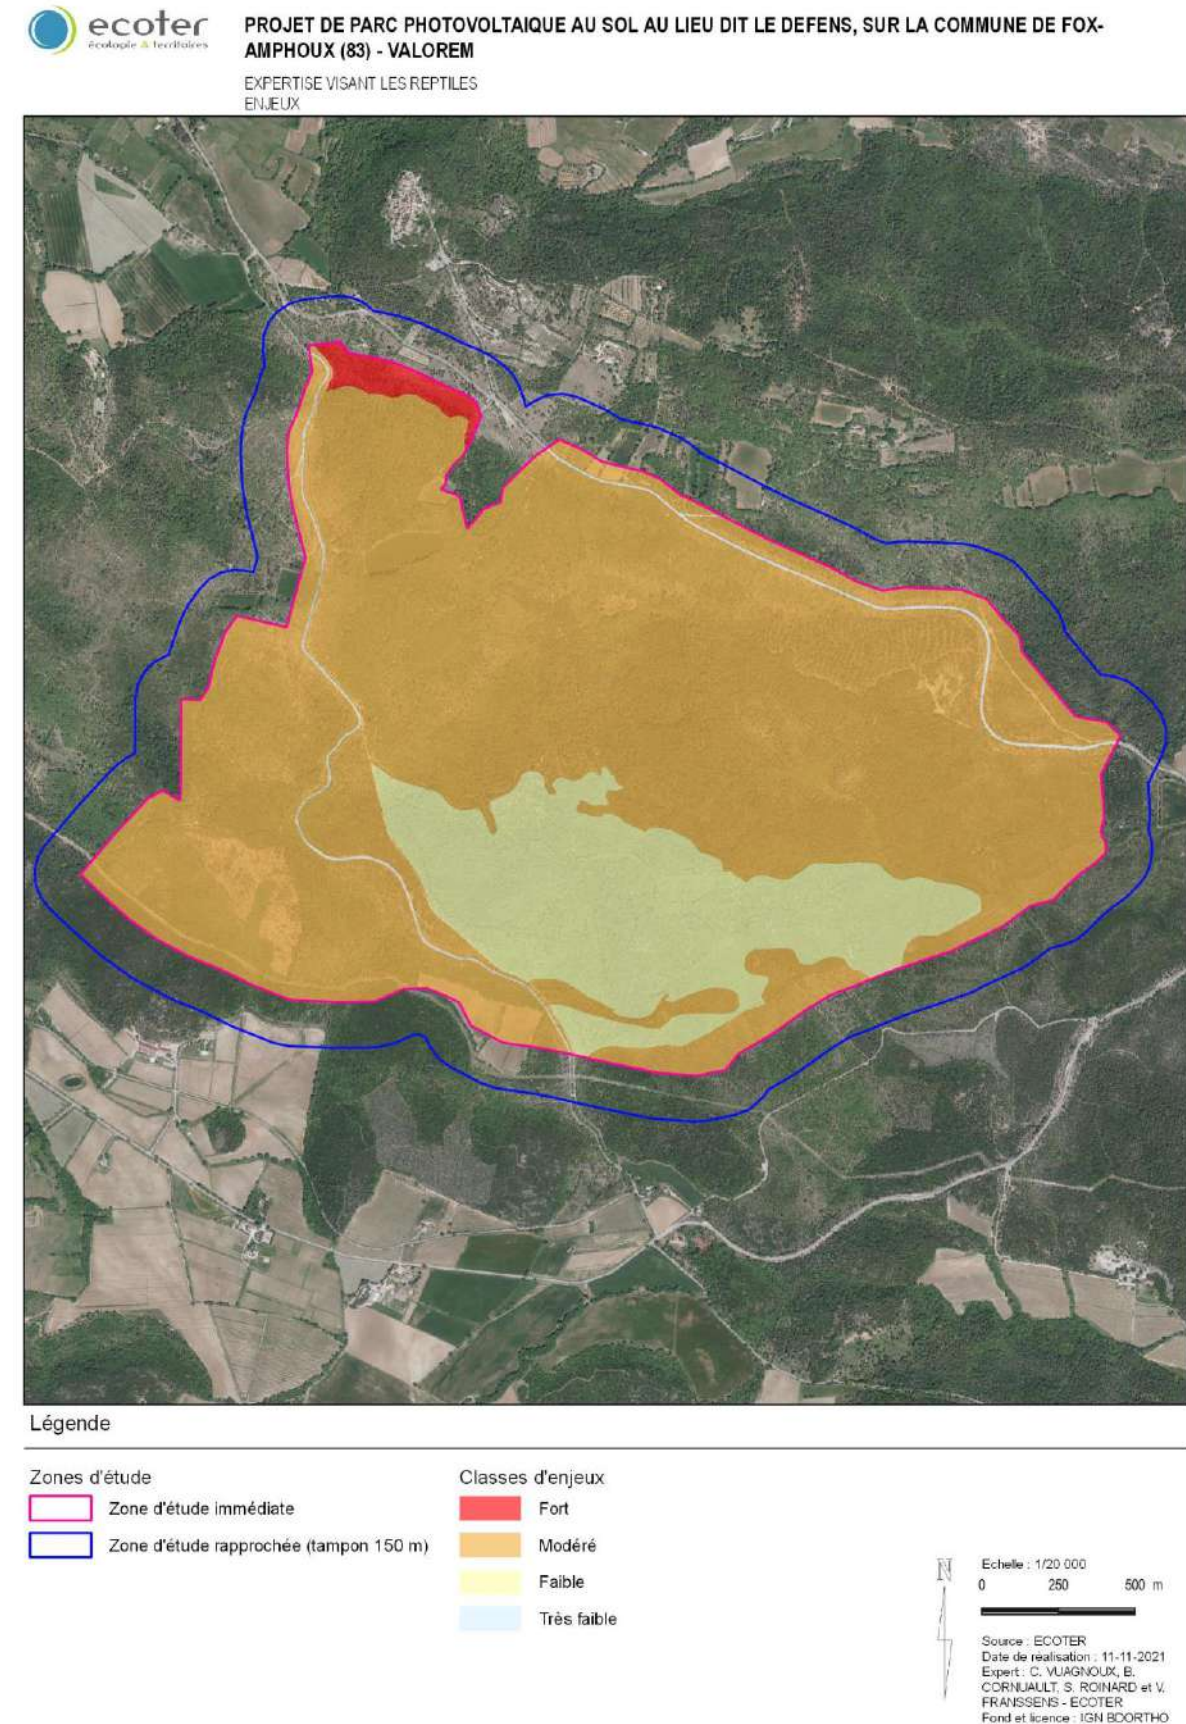 ecoter
écologie & territoires
PROJET DE PARC PHOTOVOLTAIQUE AU SOL AU LIEU DIT LE DEFENS, SUR LA COMMUNE DE FOX-
AMPHOUX (83) - VALOREM
EXPERTISE VISANT LES REPTILES
ENJEUX
Légende
Zones d'étude
Zone d'étude immédiate
Zone d'étude rapprochée (tampon 150 m)
Classes d'enjeux
Fort
Modéré
Faible
Très faible
N
Echelle : 1/20 000
0 250 500 m
Source : ECOTER
Date de réalisation : 11-11-2021
Expert : C. VUAGNOUX, B.
CORNUAULT, S. ROINARD et V.
FRANSSENS - ECOTER
Fond et licence : IGN BDORTHO